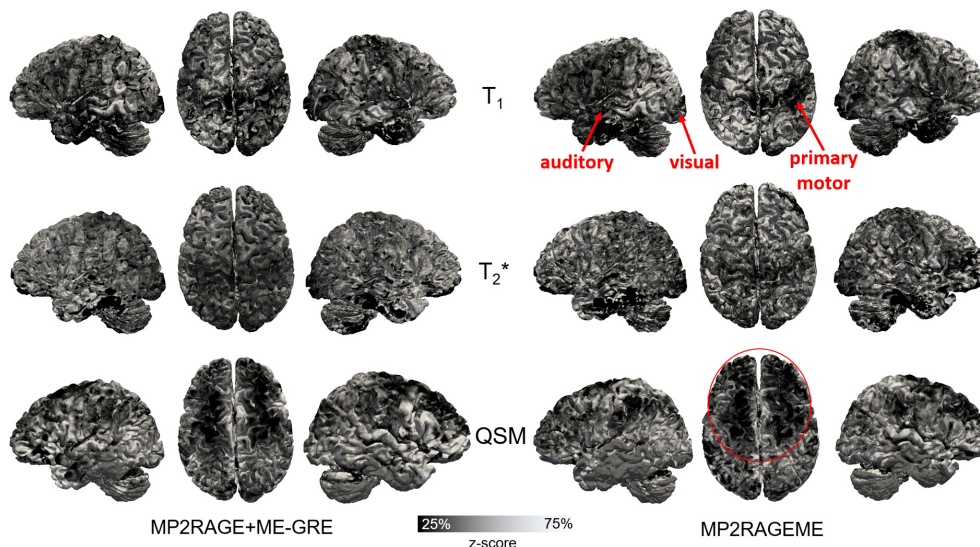 T1
auditory
visual
primary
motor
T2*
QSM
MP2RAGE+ME-GRE
25%
75%
z-score
MP2RAGEME